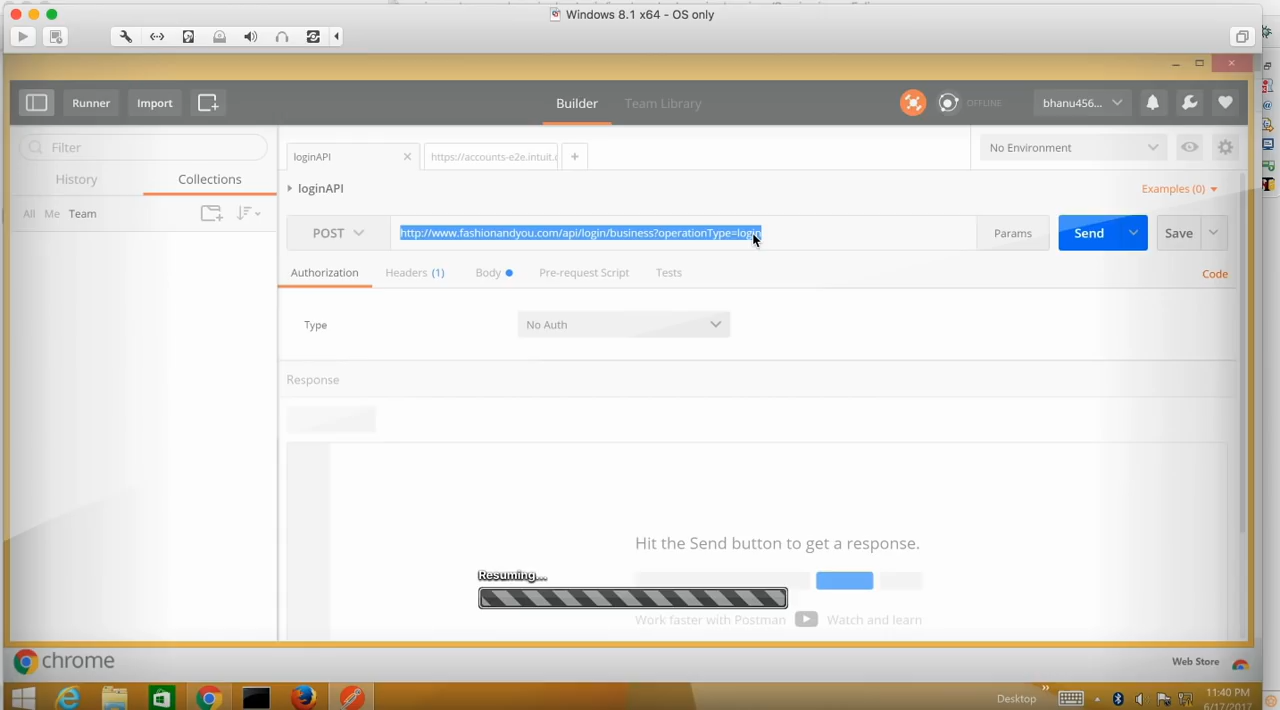 Windows 8.1 x64 - OS only
Runner
Import
Builder
Team Library
OFFLINE
bhanu456...
Filter
History
Collections
All Me Team
loginAPI
https://accounts-e2e.intuit.
+
No Environment
loginAPI
Examples (0)
POST
http://www.fashionandyou.com/api/login/business?operationType=login
Params
Send
Save
Authorization
Headers (1)
Body
Pre-request Script
Tests
Code
Type
No Auth
Response
Hit the Send button to get a response.
Resuming...
Work faster with Postman
Watch and learn
chrome
Web Store
Desktop
11:40 PM
6/17/2017